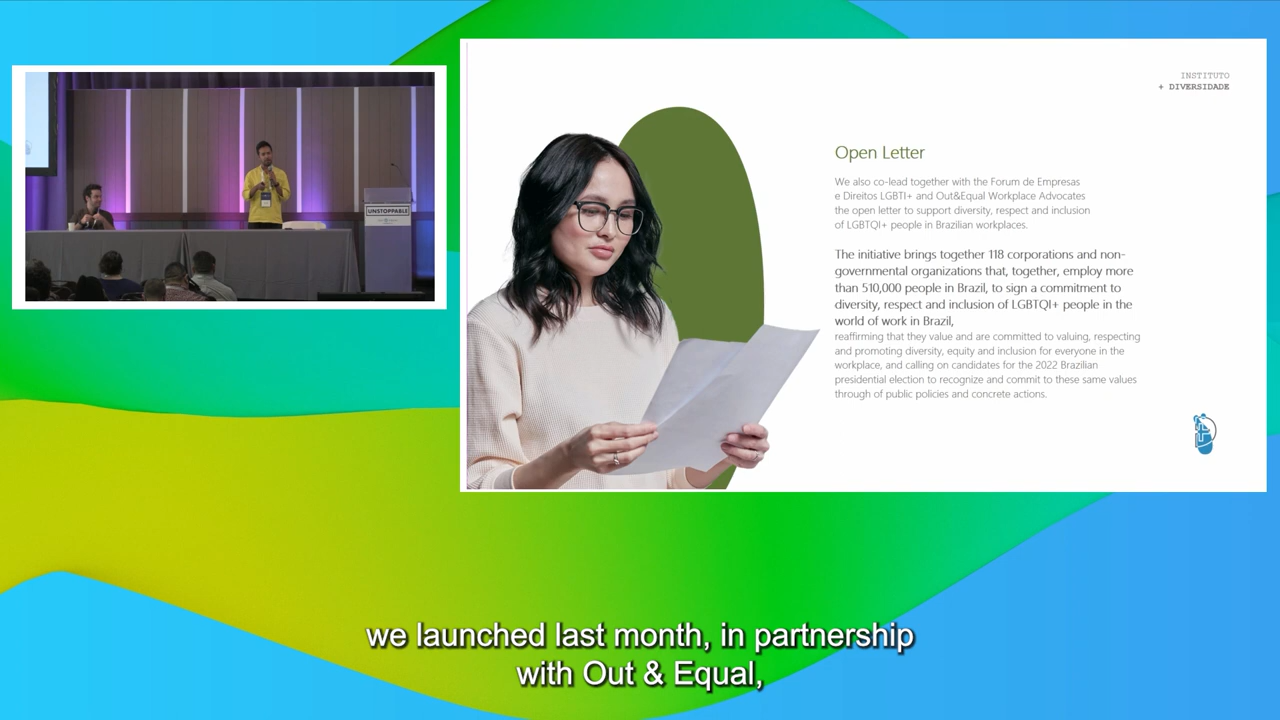 UNSTOPPABLE
INSTITUTO
+ DIVERSIDADE
Open Letter
We also co-lead together with the Forum de Empresas
e Direitos LGBTI+ and Out&Equal Workplace Advocates
the open letter to support diversity, respect and inclusion
of LGBTQI+ people in Brazilian workplaces.
The initiative brings together 118 corporations and non-
governmental organizations that, together, employ more
than 510,000 people in Brazil, to sign a commitment to
diversity, respect and inclusion of LGBTQI+ people in the
world of work in Brazil,
reaffirming that they value and are committed to valuing, respecting
and promoting diversity, equity and inclusion for everyone in the
workplace, and calling on candidates for the 2022 Brazilian
presidential election to recognize and commit to these same values
through of public policies and concrete actions.
we launched last month, in partnership
with Out & Equal,